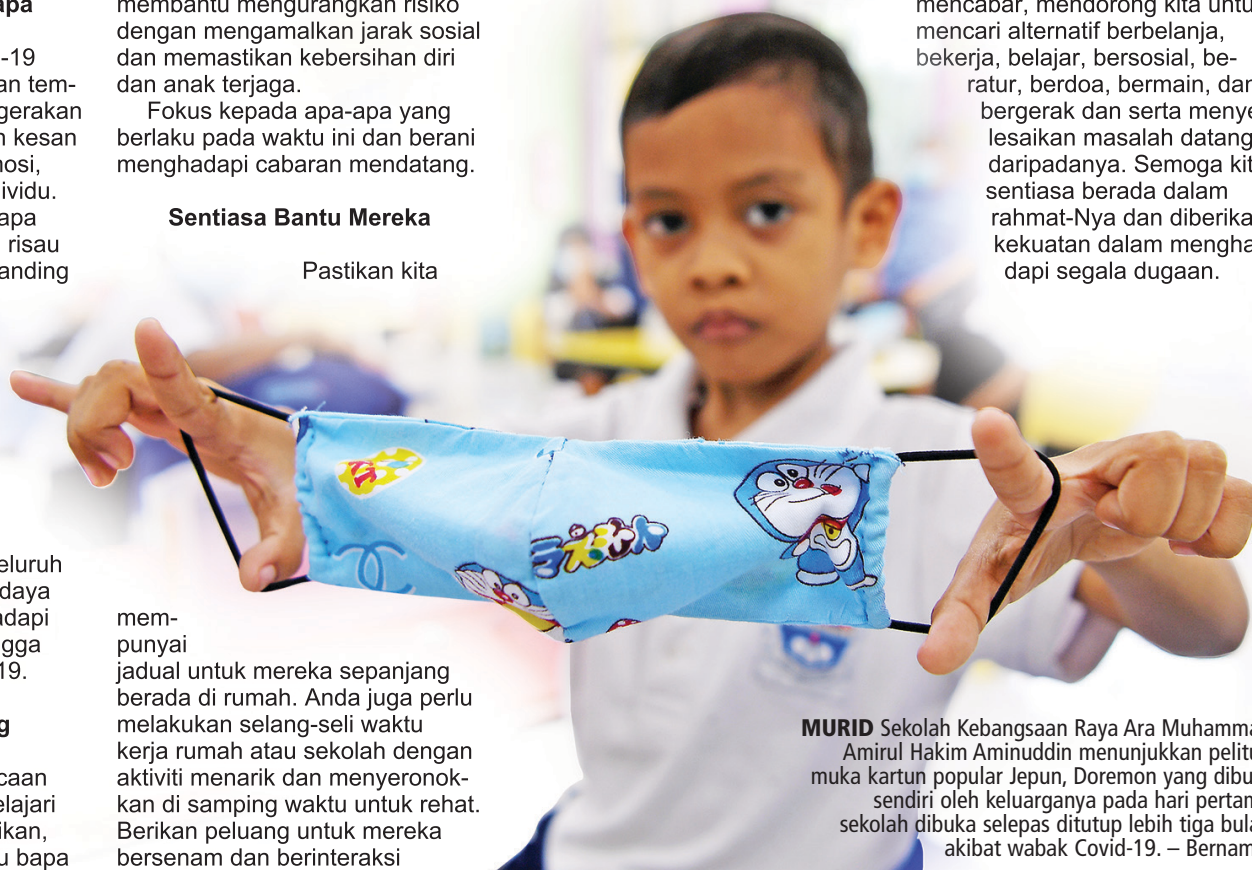 apa
-19
an tem-
gerakan
n kesan
nosi,
ividu.
apa
risau
anding
eluruh
daya
adapi
gga
19.
g
caan
elajari
ikan,
u bapa
membantu mengurangkan risiko
dengan mengamalkan jarak sosial
dan memastikan kebersihan diri
dan anak terjaga.
Fokus kepada apa-apa yang
berlaku pada waktu ini dan berani
menghadapi cabaran mendatang.
Sentiasa Bantu Mereka
Pastikan kita
mem-
punyai
jadual untuk mereka sepanjang
berada di rumah. Anda juga perlu
melakukan selang-seli waktu
kerja rumah atau sekolah dengan
aktiviti menarik dan menyeronok-
kan di samping waktu untuk rehat.
Berikan peluang untuk mereka
bersenam dan berinteraksi
mencabar, mendorong kita untu
mencari alternatif berbelanja,
bekerja, belajar, bersosial, be-
ratur, berdoa, bermain, dan
bergerak dan serta menye
lesaikan masalah datang
daripadanya. Semoga kit
sentiasa berada dalam
rahmat-Nya dan diberika
kekuatan dalam mengha
dapi segala dugaan.
MURID Sekolah Kebangsaan Raya Ara Muhamma
Amirul Hakim Aminuddin menunjukkan pelitu
muka kartun popular Jepun, Doremon yang dibu
sendiri oleh keluarganya pada hari pertam
sekolah dibuka selepas ditutup lebih tiga bula
akibat wabak Covid-19. – Bernam